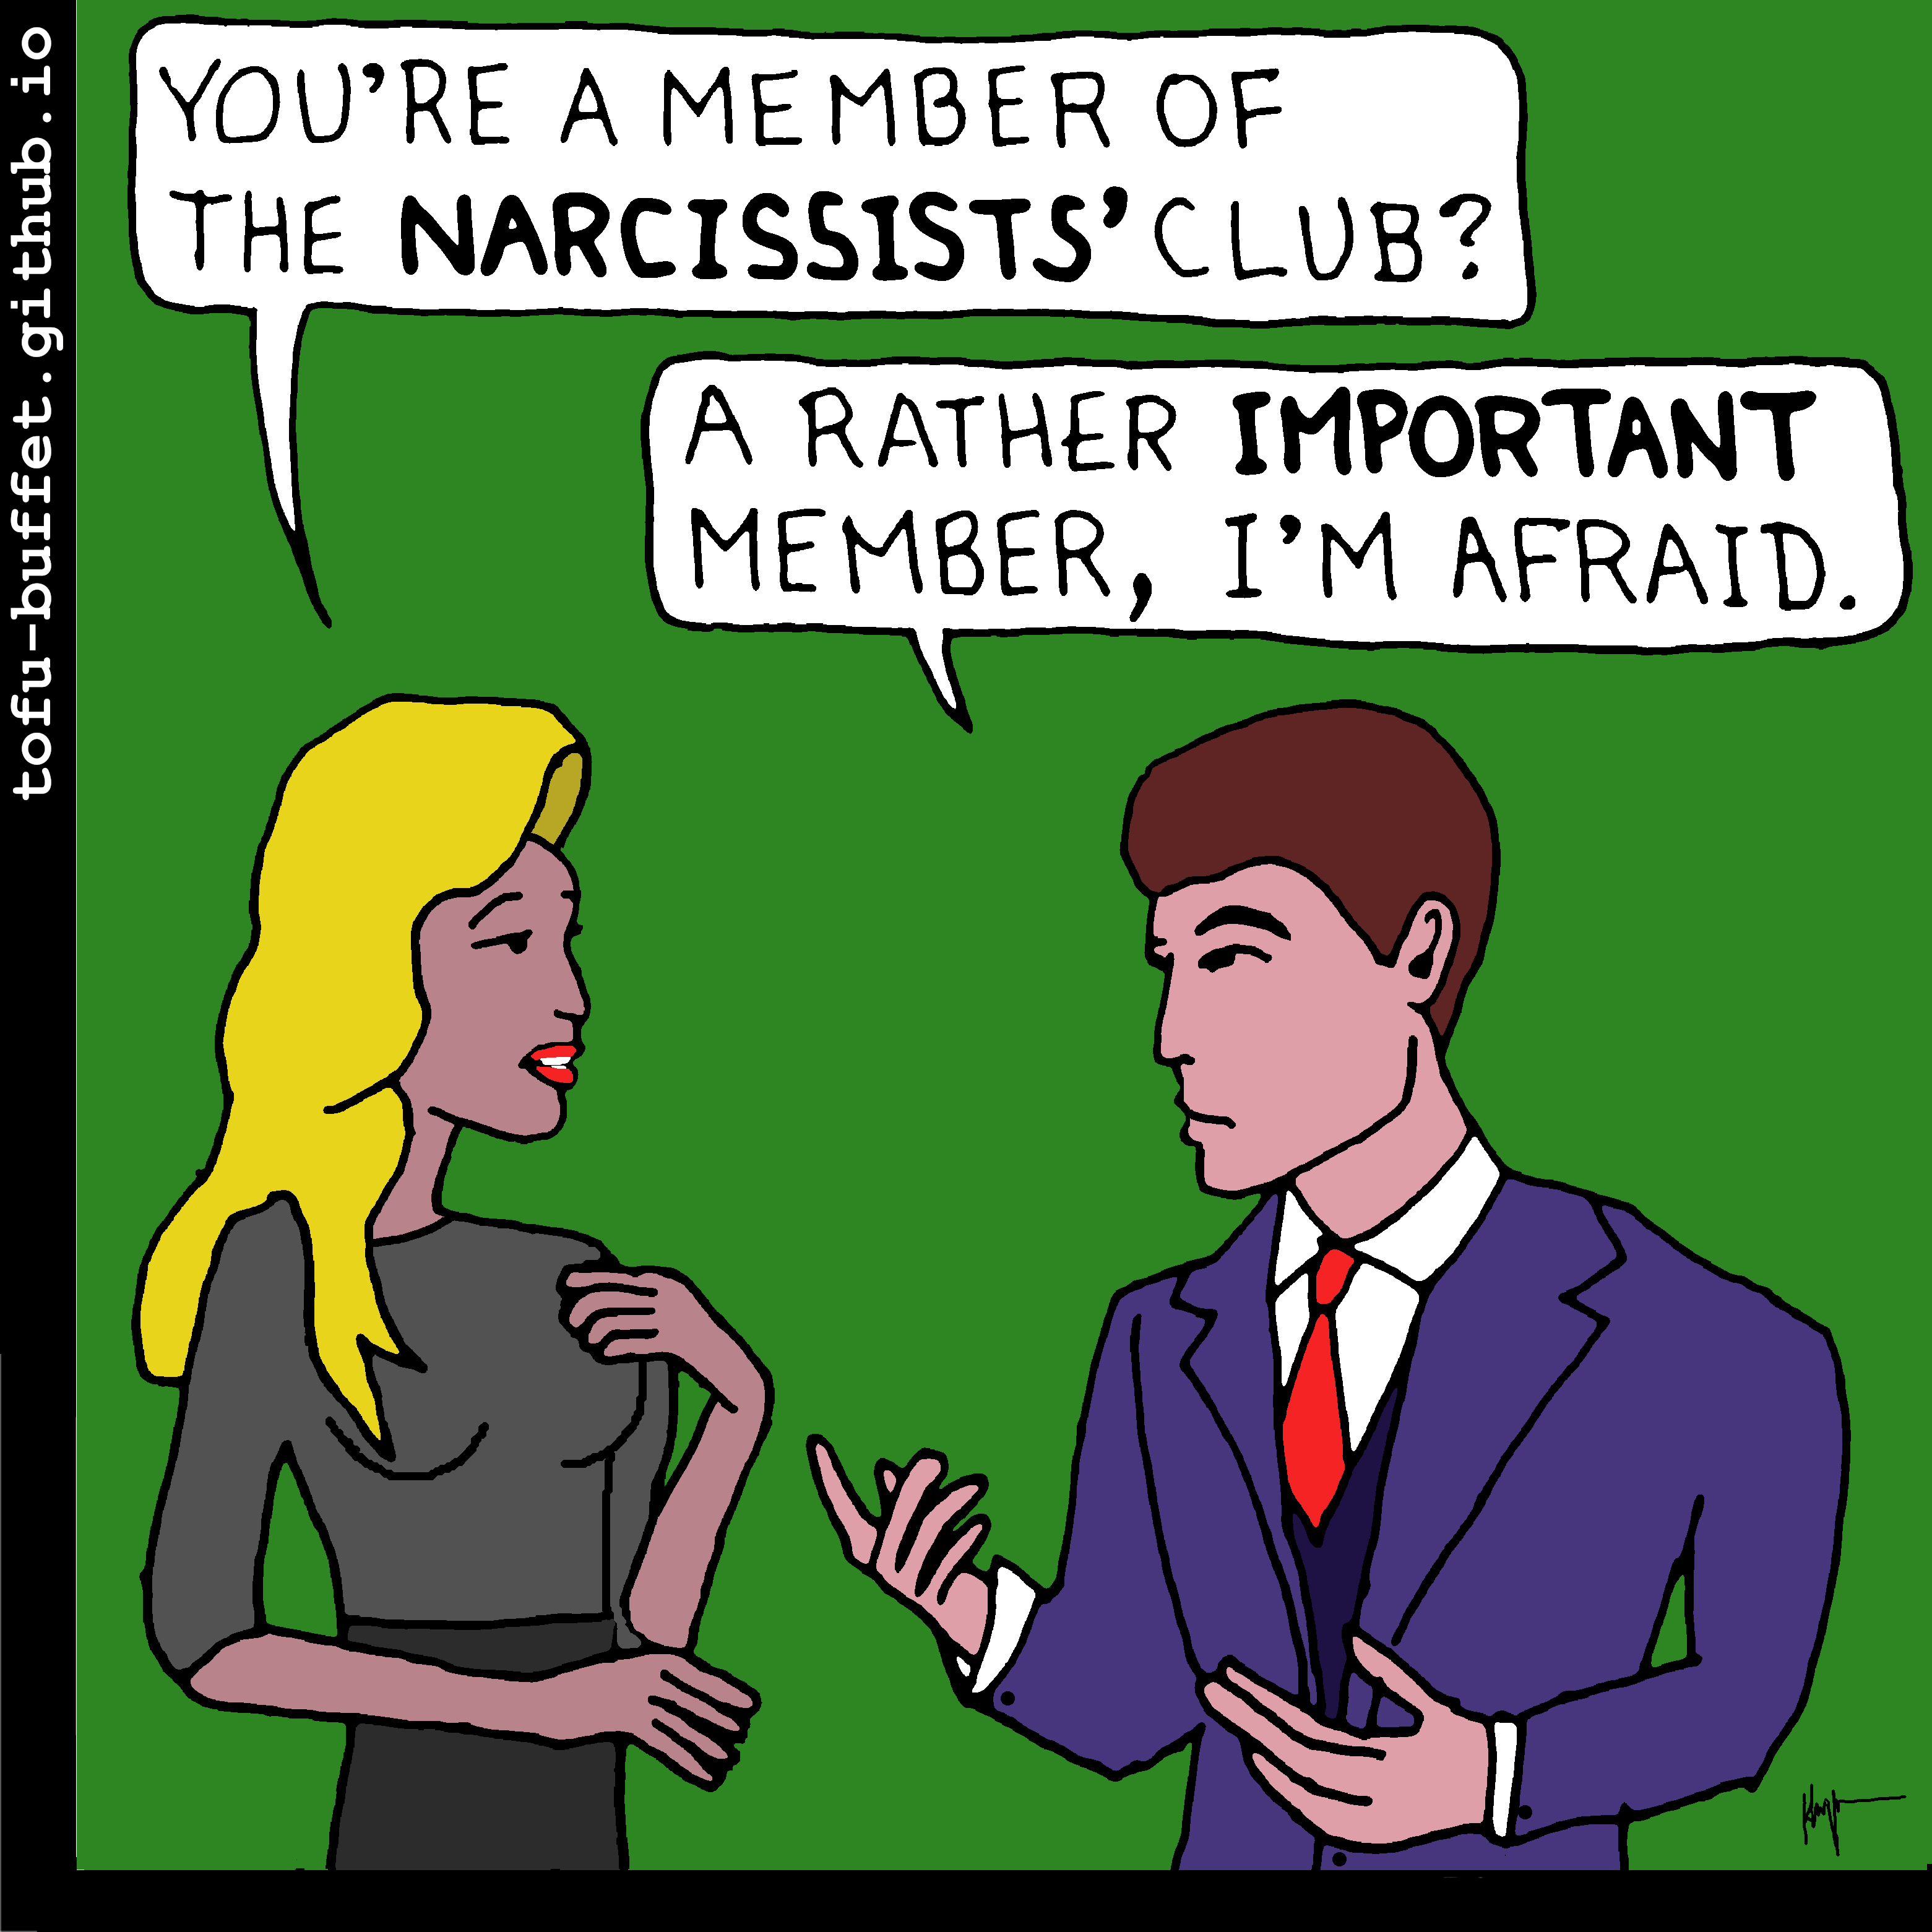 YOU'RE A MEMBER OF
THE NARCISSISTS' CLUB?
A RATHER IMPORTANT
MEMBER, I'M AFRAID.
tofu-buffet.github.io